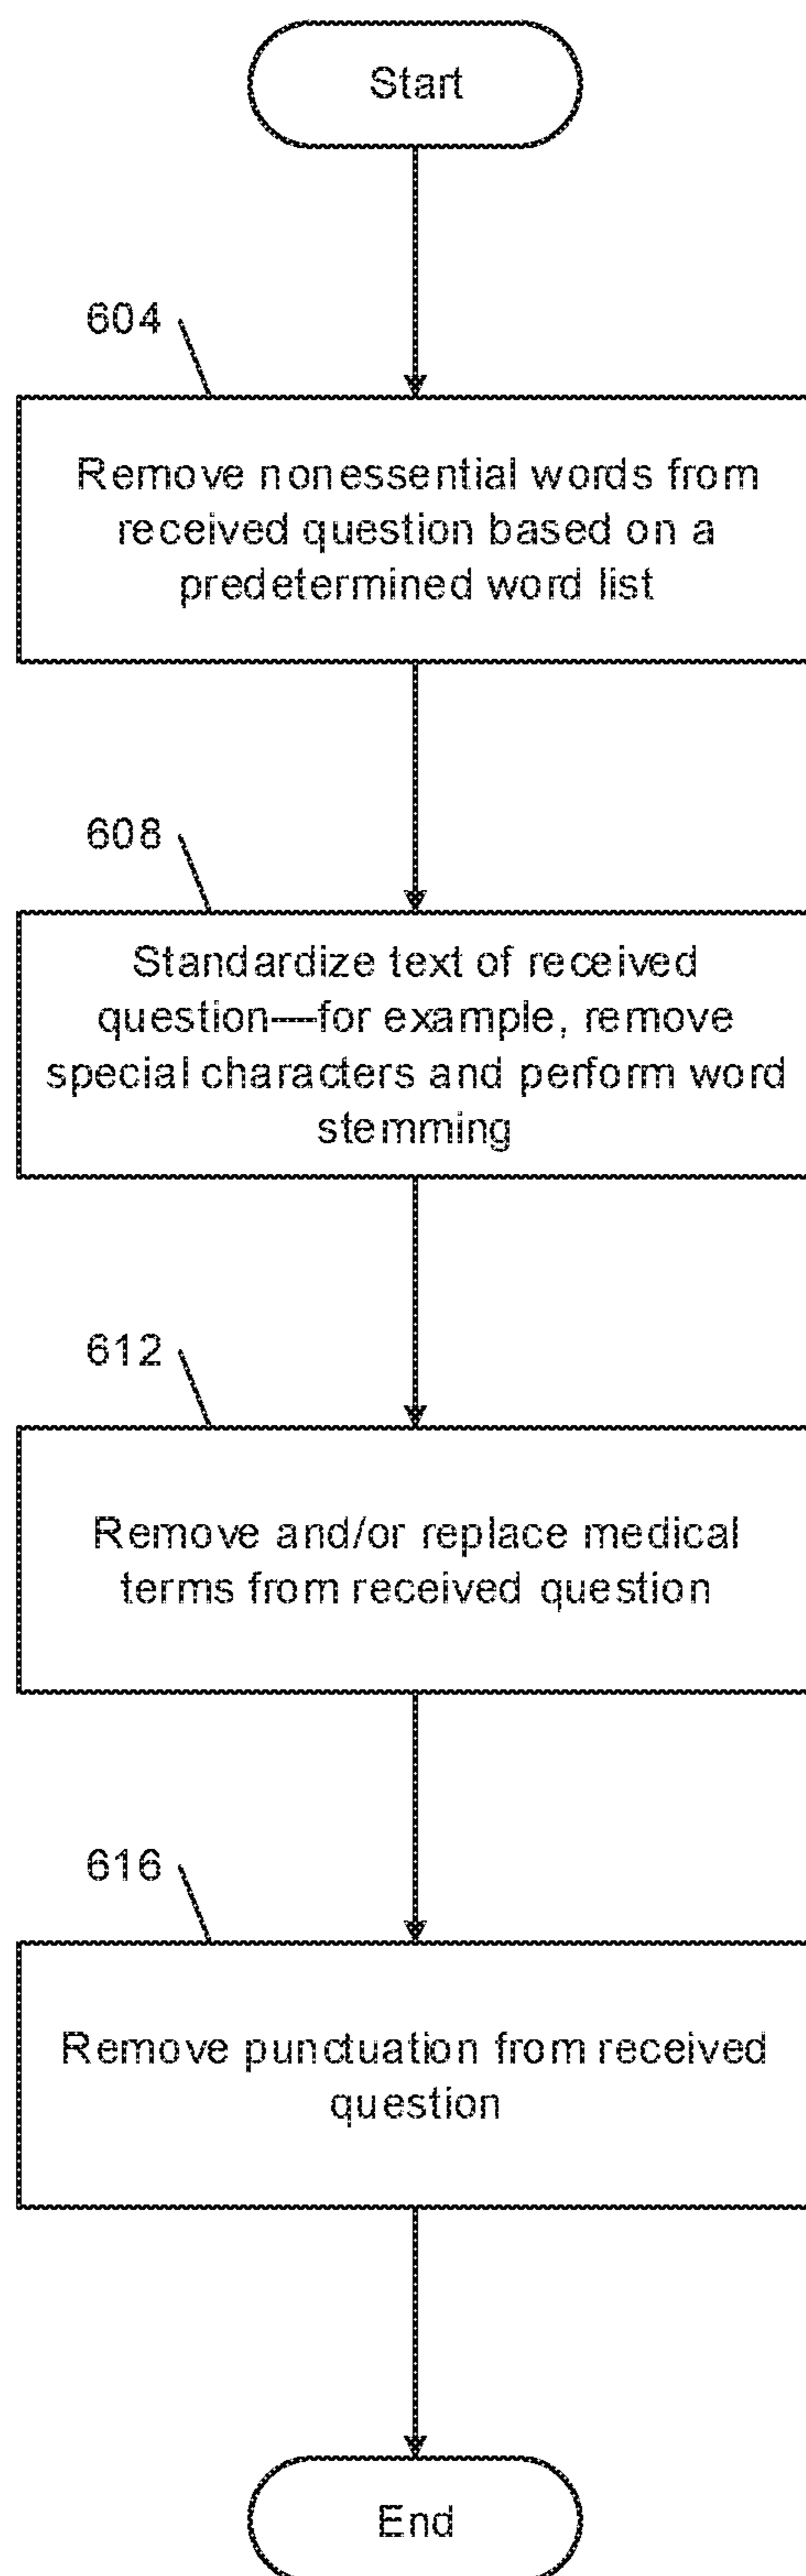 Start
604
Remove nonessential words from
received question based on a
predetermined word list
608
Standardize text of received
question—for example, remove
special characters and perform word
stemming
612
Remove and/or replace medical
terms from received question
616
Remove punctuation from received
question
End